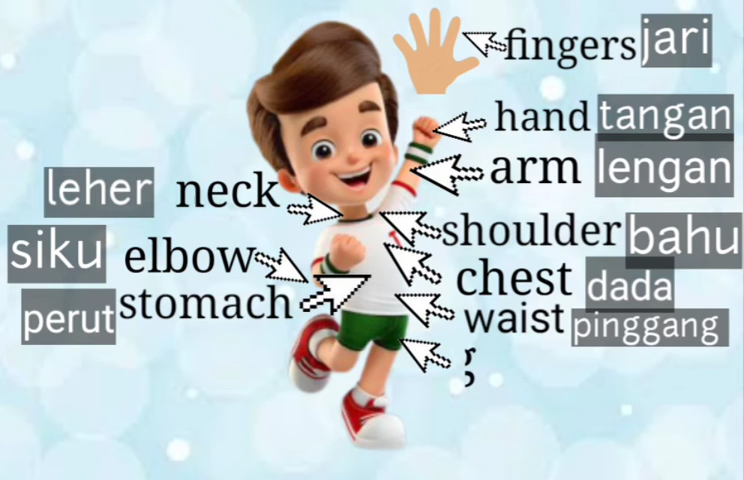 fingers jari
hand tangan
arm lengan
leher neck
shoulder bahu
siku elbow
chest dada
perut stomach
waist pinggang